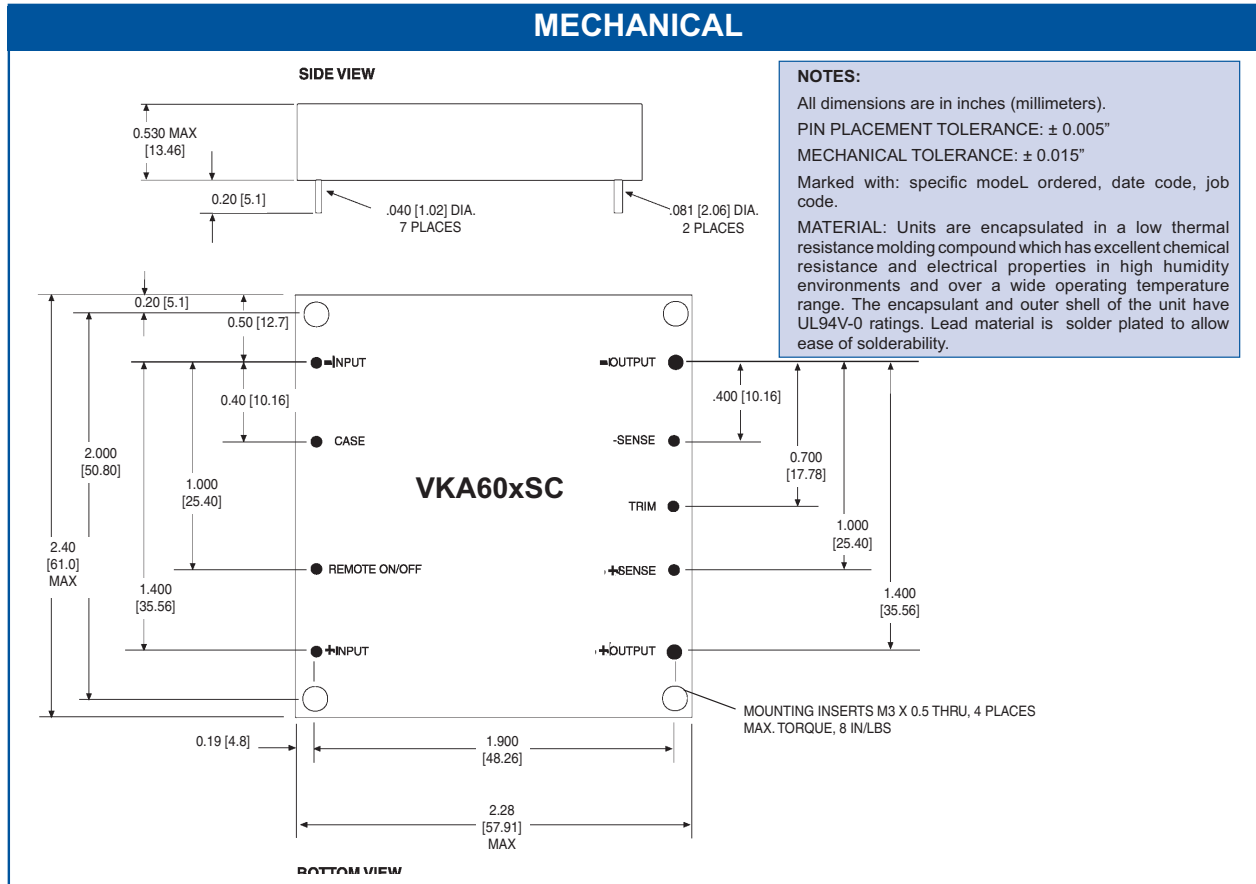 MECHANICAL
SIDE VIEW
0.530 MAX
[13.46]
0.20 [5.1]
.040 [1.02] DIA.
7 PLACES
.081 [2.06] DIA.
2 PLACES
NOTES:
All dimensions are in inches (millimeters).
PIN PLACEMENT TOLERANCE: ± 0.005”
MECHANICAL TOLERANCE: ± 0.015”
Marked with: specific modeL ordered, date code, job
code.
MATERIAL: Units are encapsulated in a low thermal
resistance molding compound which has excellent chemical
resistance and electrical properties in high humidity
environments and over a wide operating temperature
range. The encapsulant and outer shell of the unit have
UL94V-0 ratings. Lead material is solder plated to allow
ease of solderability.
0.20 [5.1]
0.50 [12.7]
-INPUT
-OUTPUT
0.40 [10.16]
.400 [10.16]
CASE
-SENSE
2.000
[50.80]
0.700
[17.78]
1.000
[25.40]
VKA60xSC
TRIM
1.000
[25.40]
2.40
[61.0]
MAX
REMOTE ON/OFF
+SENSE
1.400
[35.56]
1.400
[35.56]
+INPUT
+OUTPUT
MOUNTING INSERTS M3 X 0.5 THRU, 4 PLACES
MAX. TORQUE, 8 IN/LBS
0.19 [4.8]
1.900
[48.26]
2.28
[57.91]
MAX
BOTTOM VIEW